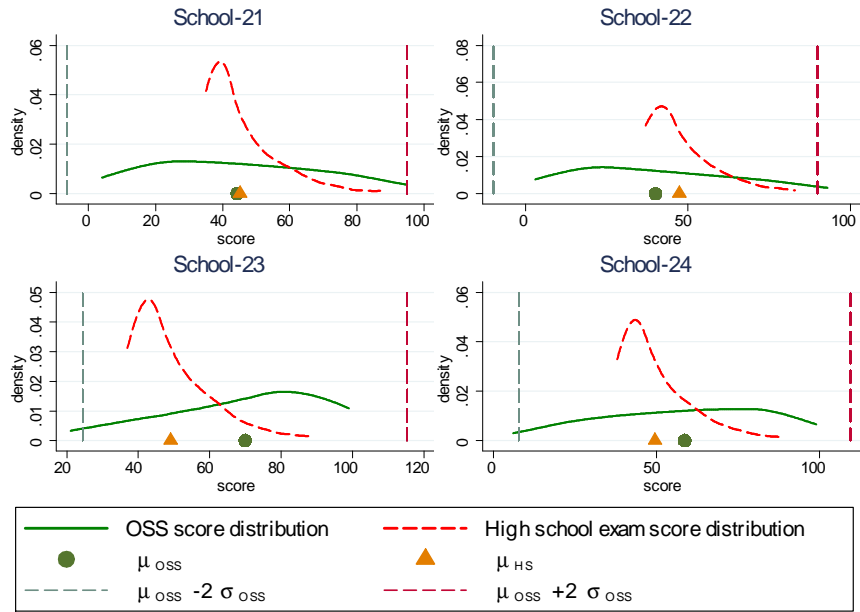 School-21
density
0 .02 .04 .06
0 20 40 60 80 100
score
School-22
density
0 .02 .04 .06 .08
0 50 100
score
School-23
density
0 .01 .02 .03 .04 .05
20 40 60 80 100 120
score
School-24
density
0 .02 .04 .06
0 50 100
score
OSS score distribution
High school exam score distribution
μ OSS
μ HS
μ OSS -2 σ OSS
μ OSS +2 σ OSS